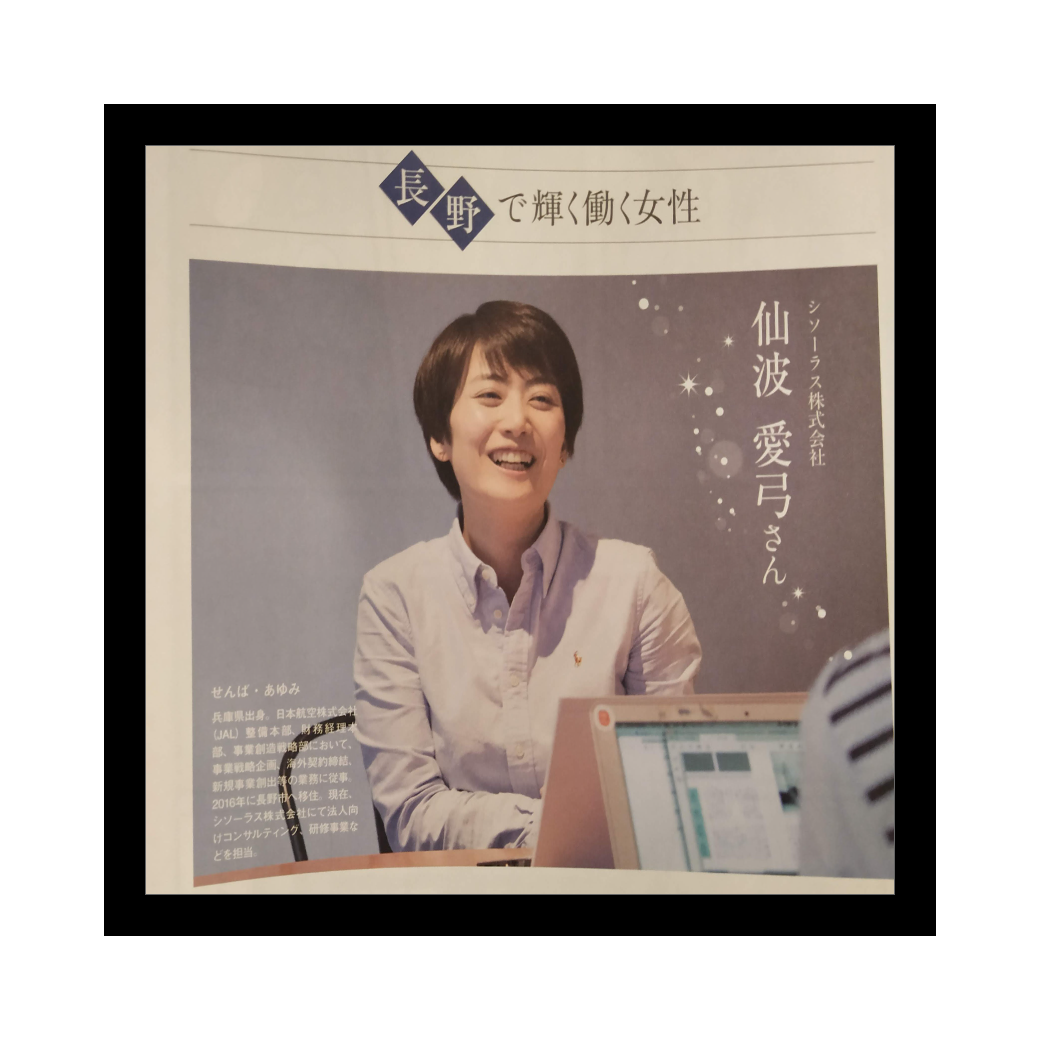 長野で輝く働く女性
シソーラス株式会社
仙波 愛弓さん
せんば・あゆみ
兵庫県出身。日本航空株式会社
(JAL) 整備本部、財務経理本
部、事業創造戦略部において、
事業戦略企画、海外契約締結、
新規事業創出等の業務に従事。
2016年に長野市へ移住。現在、
シソーラス株式会社にて法人向
けコンサルティング、研修事業な
どを担当。